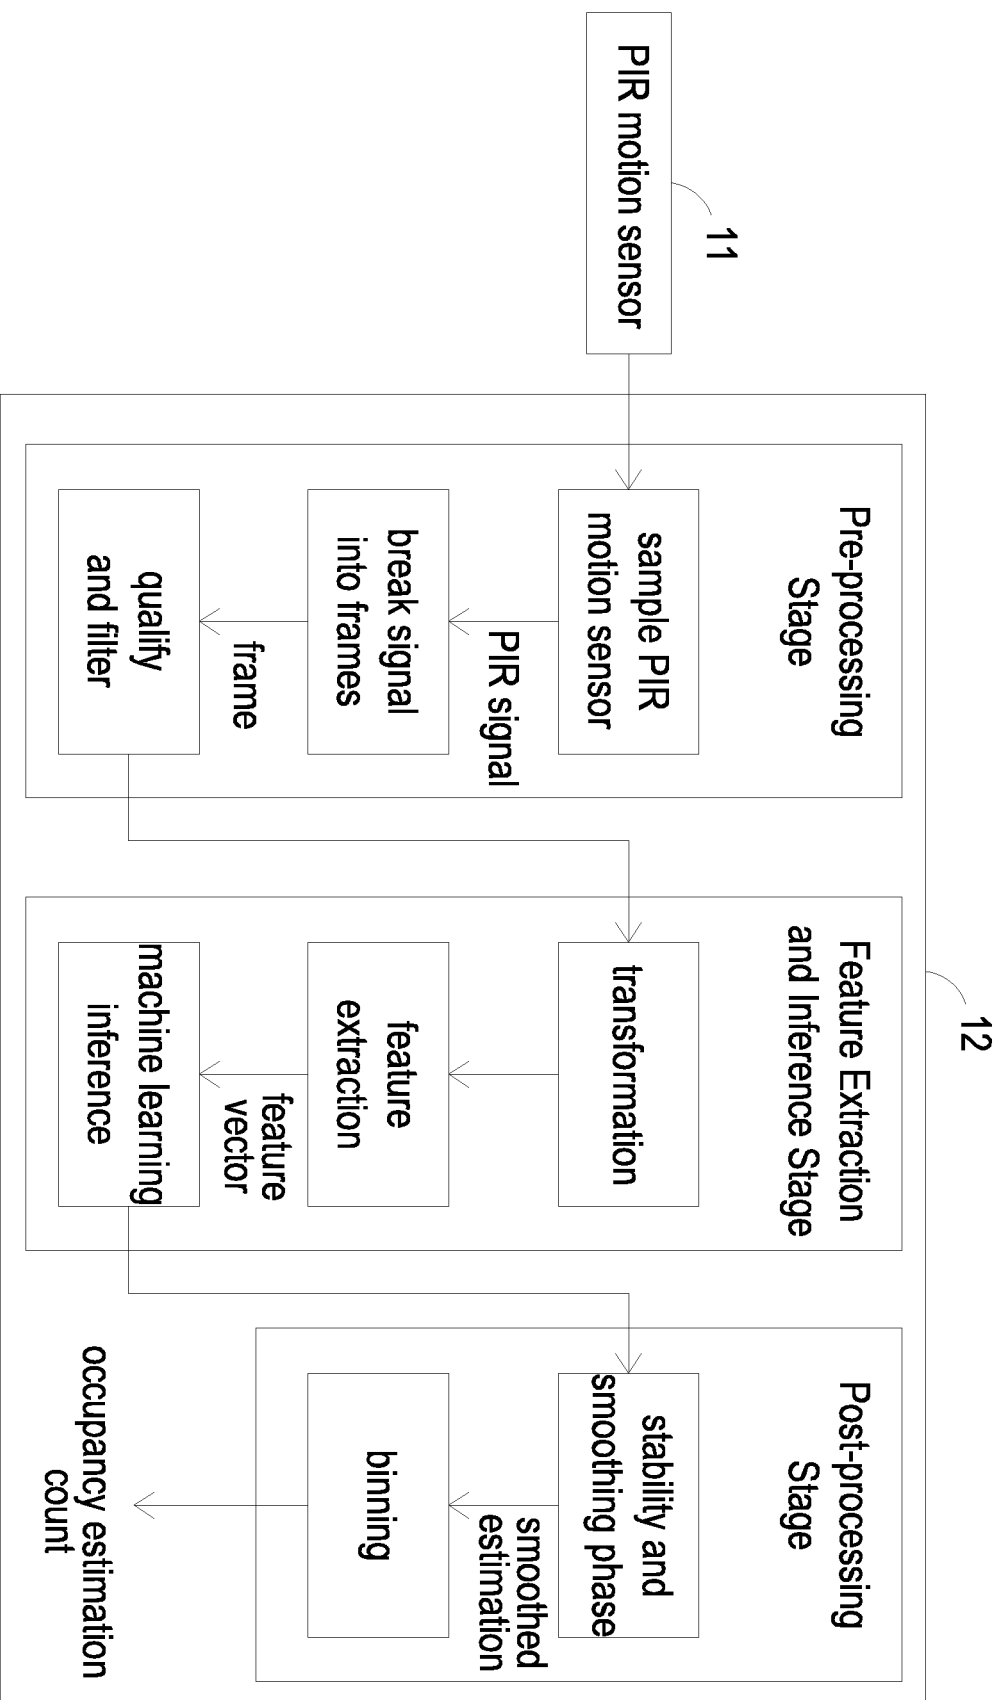 PIR motion sensor
11
12
Pre-processing
Stage
sample PIR
motion sensor
PIR signal
break signal
into frames
frame
qualify
and filter
Feature Extraction
and Inference Stage
transformation
feature
extraction
feature
vector
machine learning
inference
Post-processing
Stage
stability and
smoothing phase
smoothed
estimation
binning
occupancy estimation
count